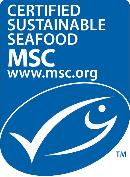 CERTIFIED
SUSTAINABLE
SEAFOOD
MSC
www.msc.org
TM